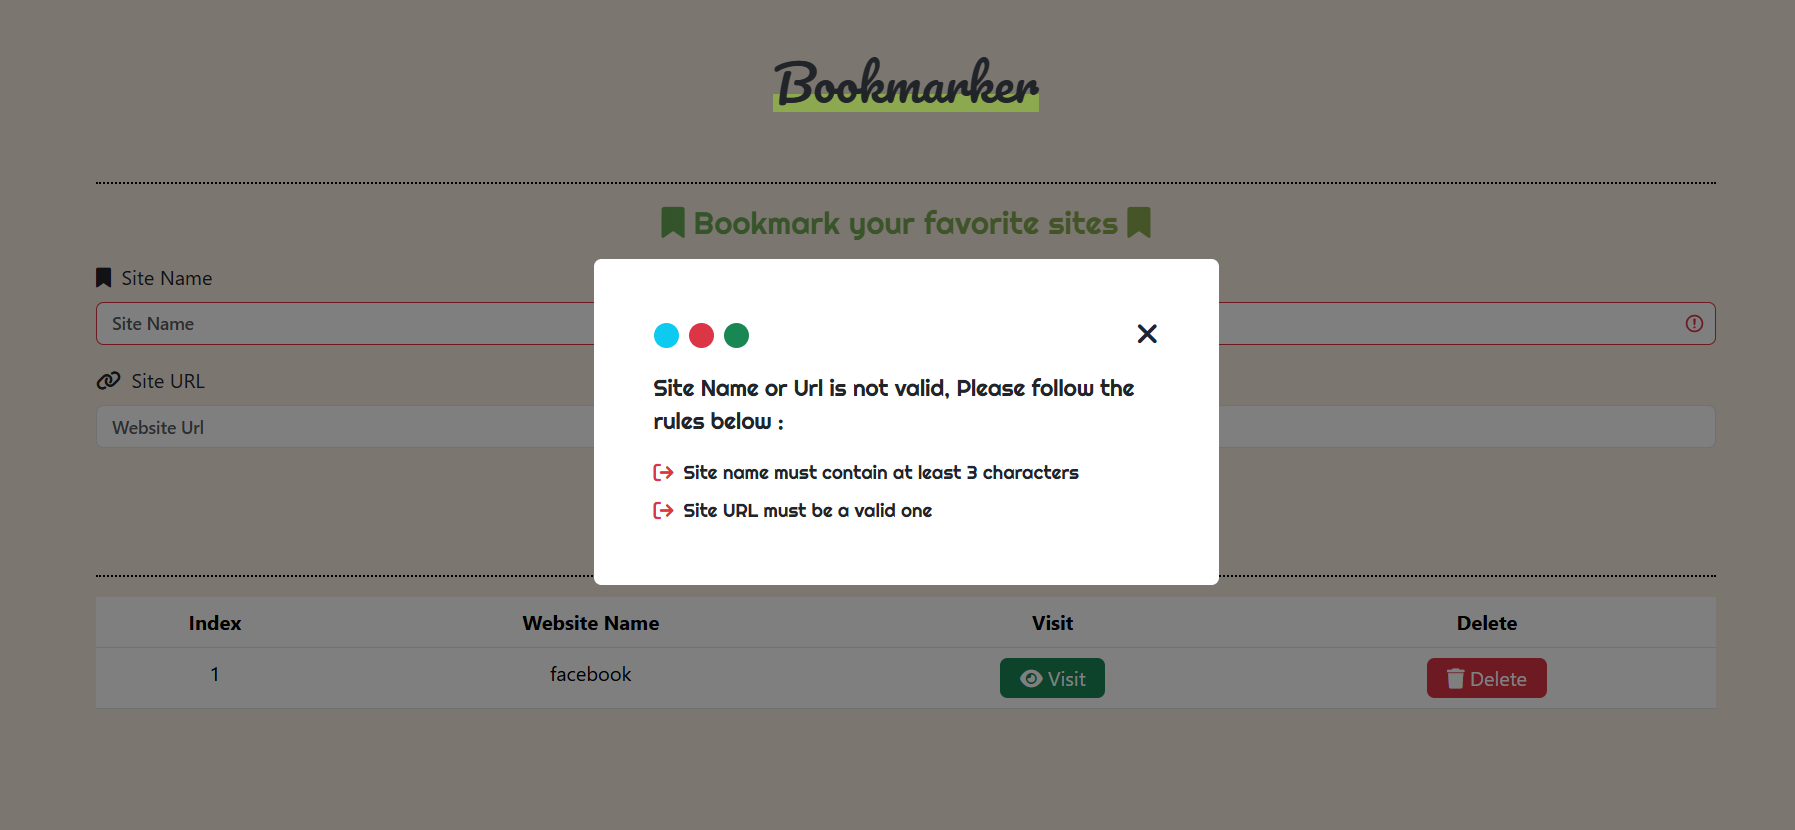 Bookmarker
Bookmark your favorite sites
Site Name
Site Name
Site URL
Website Url
Site Name or Url is not valid, Please follow the
rules below :
Site name must contain at least 3 characters
Site URL must be a valid one
Index Website Name Visit Delete
1 facebook Visit Delete